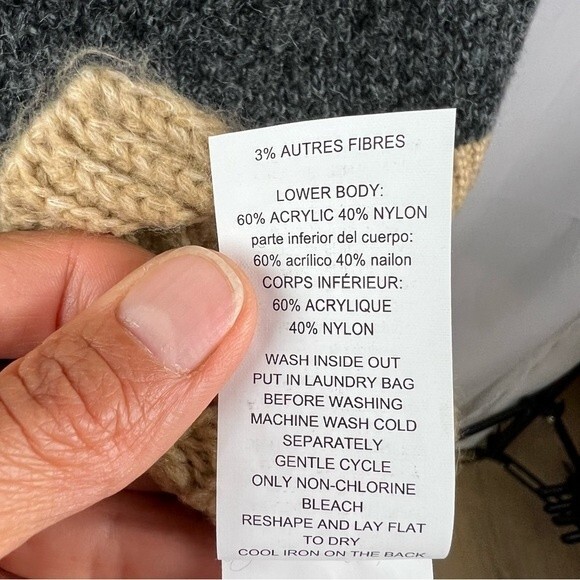 3% AUTRES FIBRES
LOWER BODY:
60% ACRYLIC 40% NYLON
parte inferior del cuerpo:
60% acrílico 40% nailon
CORPS INFÉRIEUR:
60% ACRYLIQUE
40% NYLON
WASH INSIDE OUT
PUT IN LAUNDRY BAG
BEFORE WASHING
MACHINE WASH COLD
SEPARATELY
GENTLE CYCLE
ONLY NON-CHLORINE
BLEACH
RESHAPE AND LAY FLAT
TO DRY
COOL IRON ON THE BACK